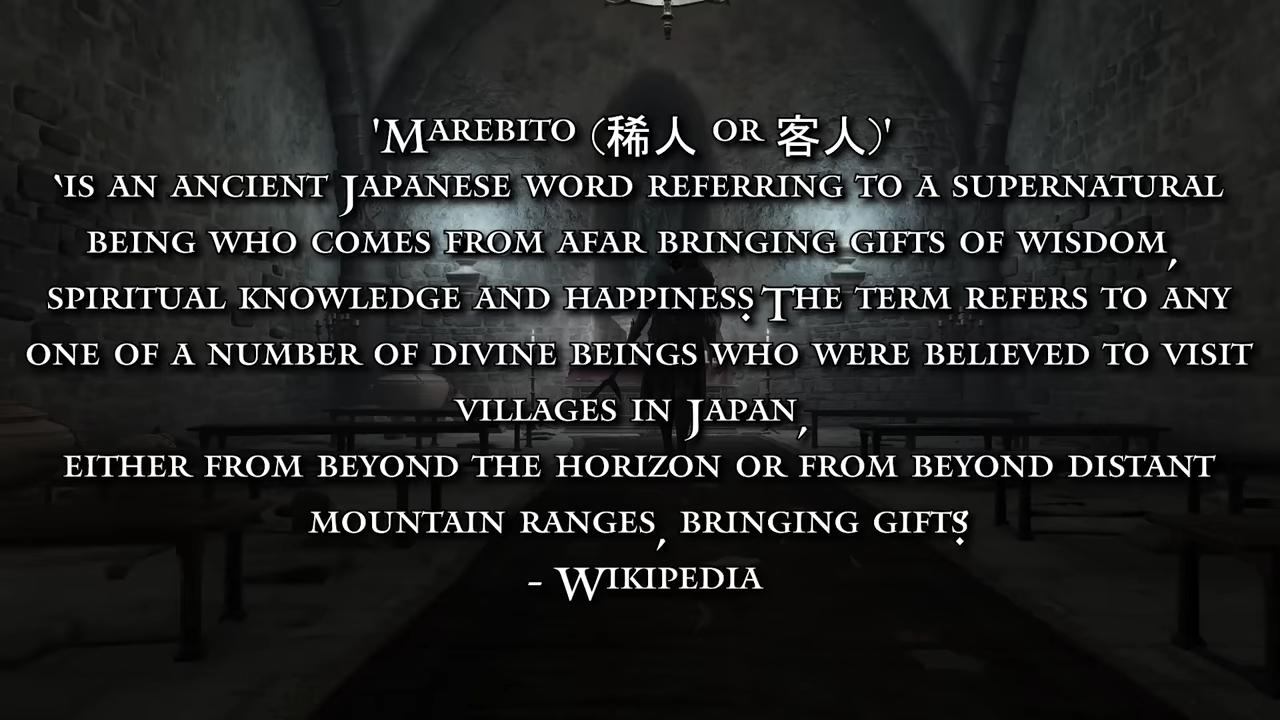 'Marebito (稀人 or 客人)'
'is an ancient Japanese word referring to a supernatural
being who comes from afar bringing gifts of wisdom,
spiritual knowledge and happiness. The term refers to any
one of a number of divine beings who were believed to visit
villages in Japan,
either from beyond the horizon or from beyond distant
mountain ranges, bringing gifts.'
- Wikipedia